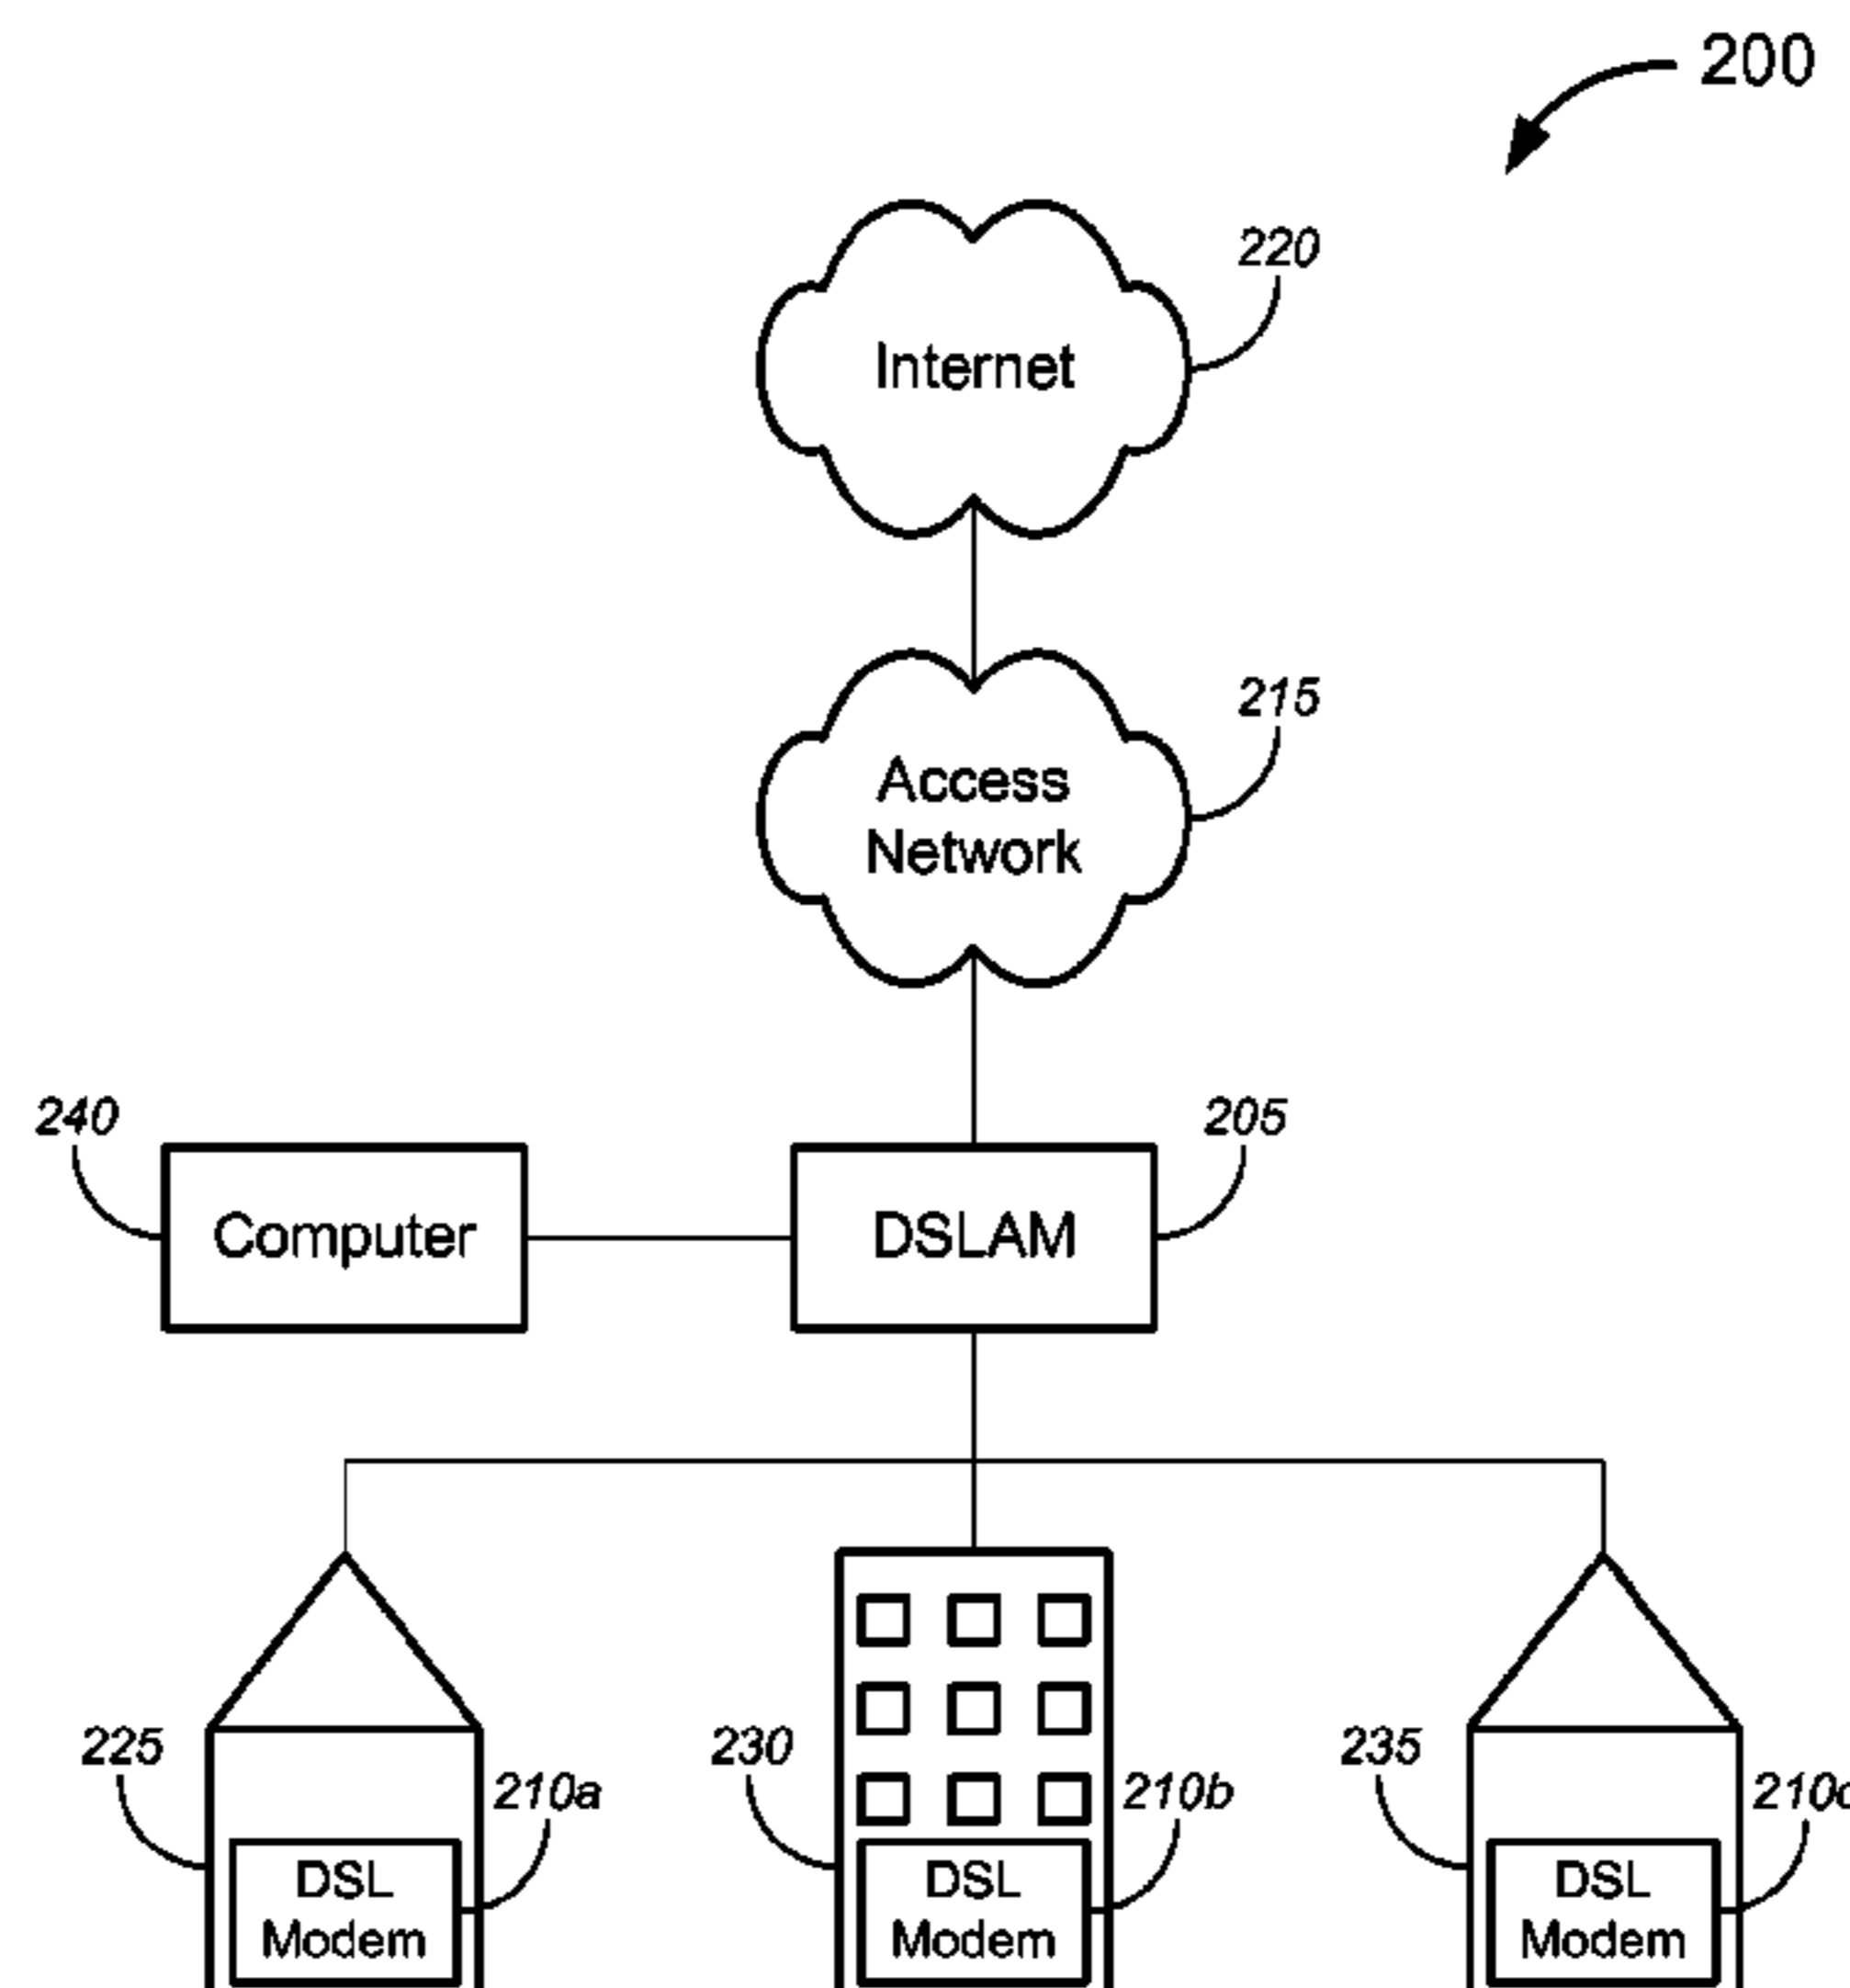 200
220
Internet
215
Access
Network
240
205
Computer
DSLAM
225
230
235
210a
210b
DSL
Modem
DSL
Modem
DSL
Modem